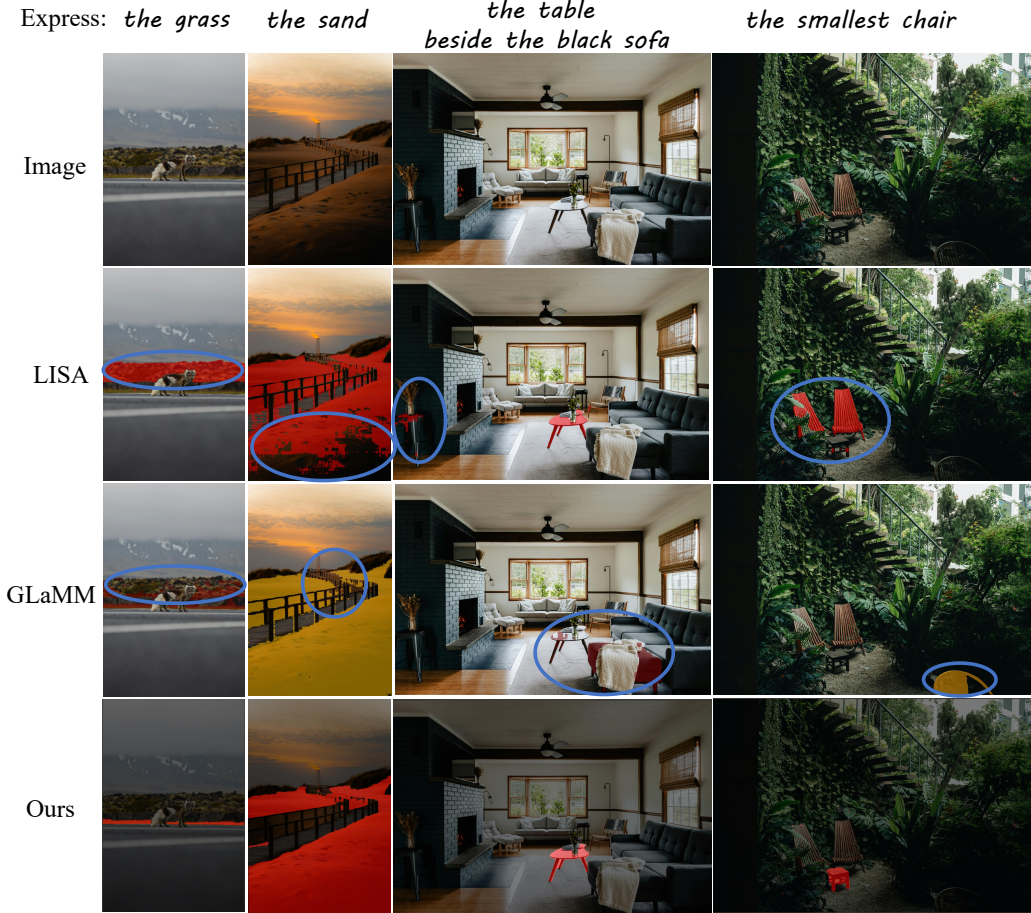 Express: the grass the sand the table beside the black sofa the smallest chair
Image
LISA
GLaMM
Ours